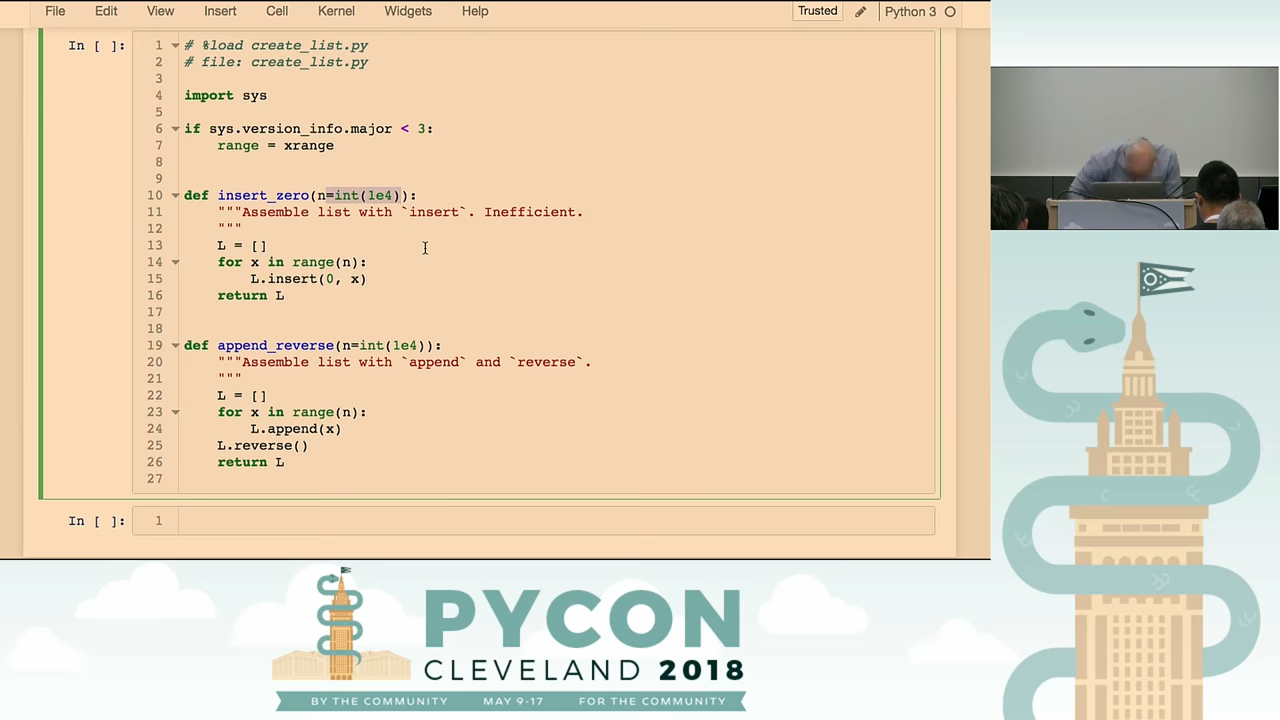 File Edit View Insert Cell Kernel Widgets Help Trusted Python 3
In [ ]:
1 # %load create_list.py
2 # file: create_list.py
3
4 import sys
5
6 if sys.version_info.major < 3:
7     range = xrange
8
9
10 def insert_zero(n=int(1e4)):
11     """Assemble list with `insert`. Inefficient.
12     """
13     L = []
14     for x in range(n):
15         L.insert(0, x)
16     return L
17
18
19 def append_reverse(n=int(1e4)):
20     """Assemble list with `append` and `reverse`.
21     """
22     L = []
23     for x in range(n):
24         L.append(x)
25     L.reverse()
26     return L
27
In [ ]: 1
PYCON
CLEVELAND 2018
BY THE COMMUNITY MAY 9-17 FOR THE COMMUNITY